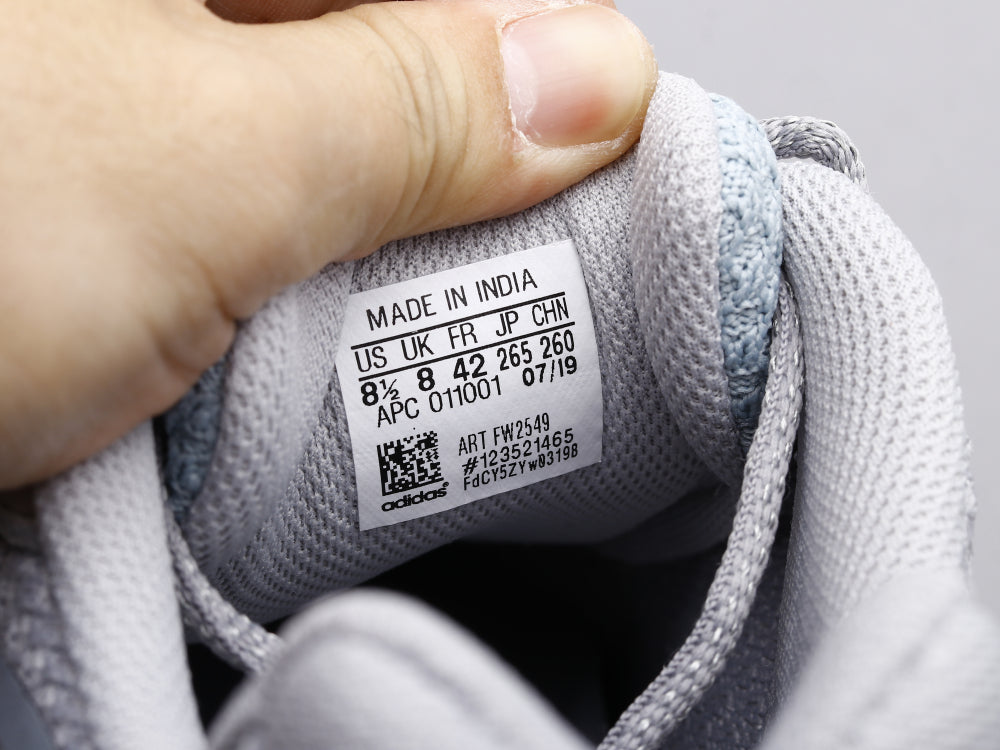 MADE IN INDIA
US UK FR JP CHN
8½ 8 42 265 260
APC 011001 07/19
ART FW2549
#123521465
FdCY5ZYw0319B
adidas